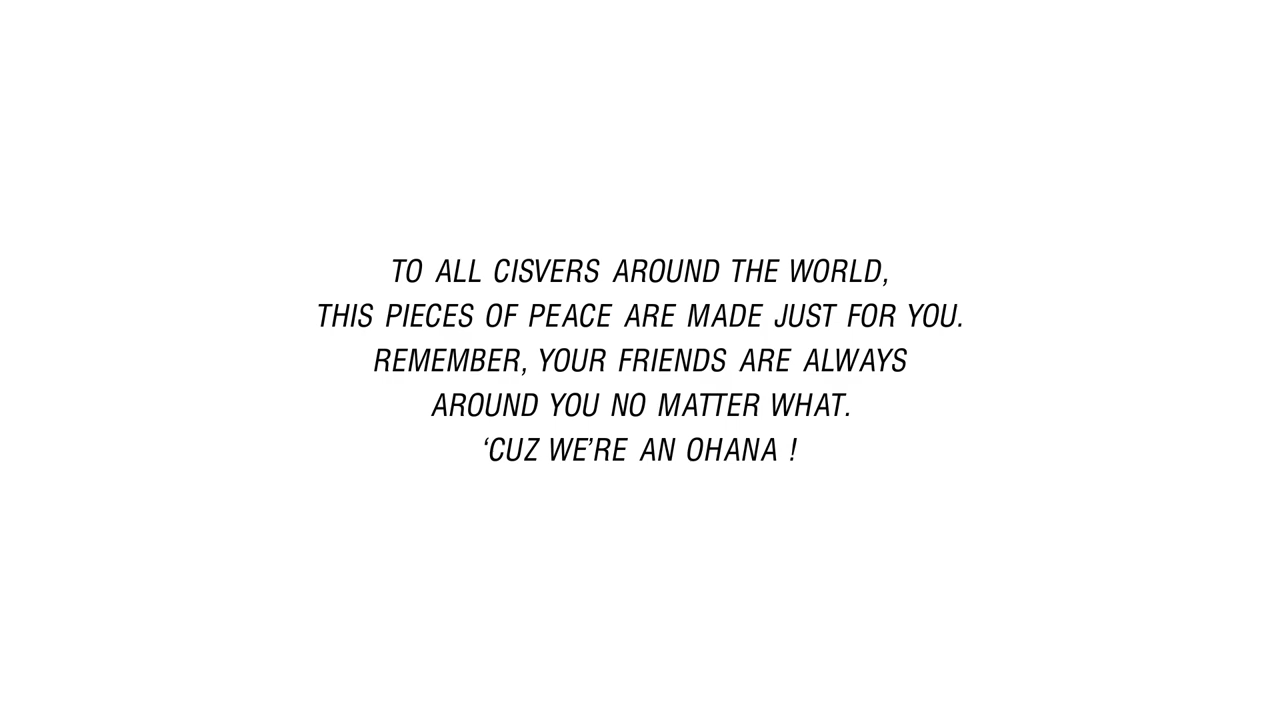 TO ALL CISVERS AROUND THE WORLD,
THIS PIECES OF PEACE ARE MADE JUST FOR YOU.
REMEMBER, YOUR FRIENDS ARE ALWAYS
AROUND YOU NO MATTER WHAT.
‘CUZ WE’RE AN OHANA !